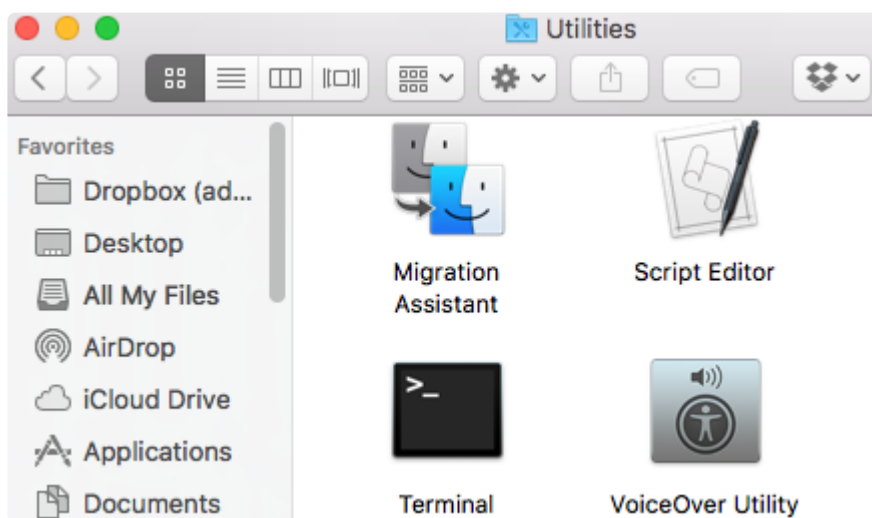 Utilities
Favorites
Dropbox (ad...
Desktop
All My Files
AirDrop
iCloud Drive
Applications
Documents
Migration
Assistant
Script Editor
>_
Terminal
VoiceOver Utility